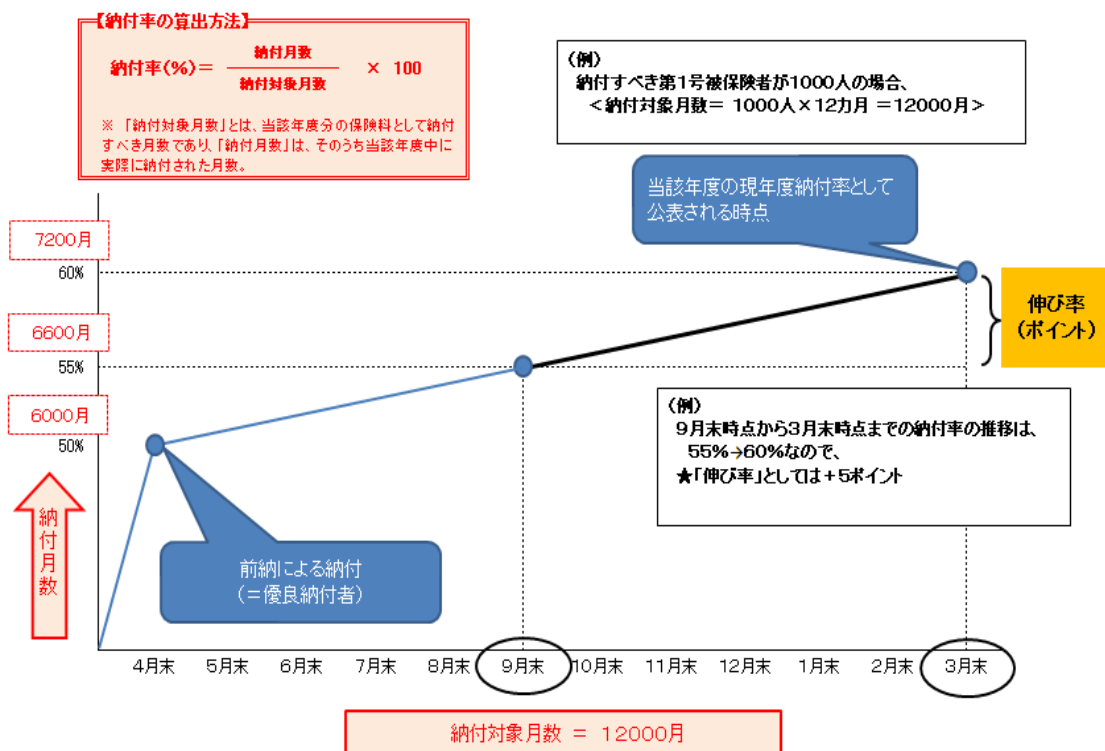 【納付率の算出方法】
納付率(%)= 納付月数 × 100
納付対象月数
※ 「納付対象月数」とは、当該年度分の保険料として納付
すべき月数であり、「納付月数」は、そのうち当該年度中に
実際に納付された月数。
(例)
納付すべき第1号被保険者が1000人の場合、
<納付対象月数= 1000人×12カ月 =12000月>
当該年度の現年度納付率として
公表される時点
7200月
60%
6600月
55%
6000月
50%
伸び率
(ポイント)
(例)
9月末時点から3月末時点までの納付率の推移は、
55%→60%なので、
★「伸び率」としては+5ポイント
納付月数
前納による納付
(=優良納付者)
4月末 5月末 6月末 7月末 8月末 9月末 10月末 11月末 12月末 1月末 2月末 3月末
納付対象月数 = 12000月